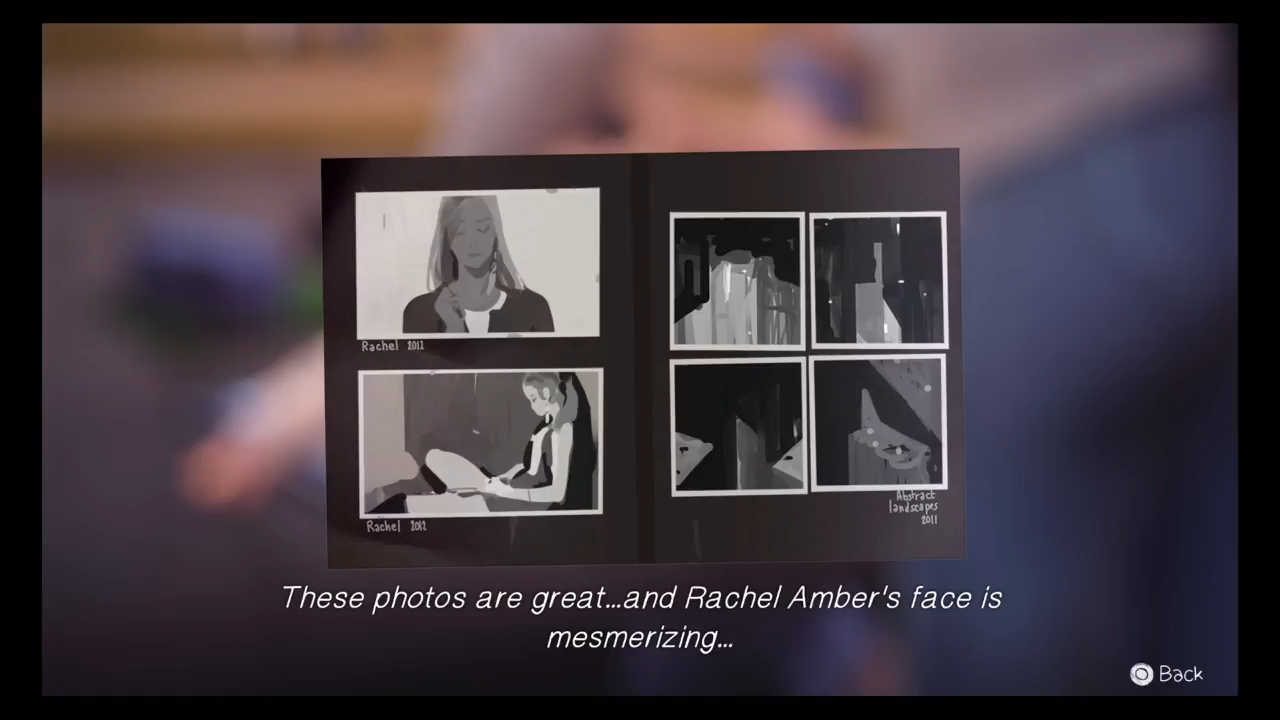 Rachel 2012
Rachel 2012
Abstract
landscapes
2011
These photos are great...and Rachel Amber's face is
mesmerizing...
Back